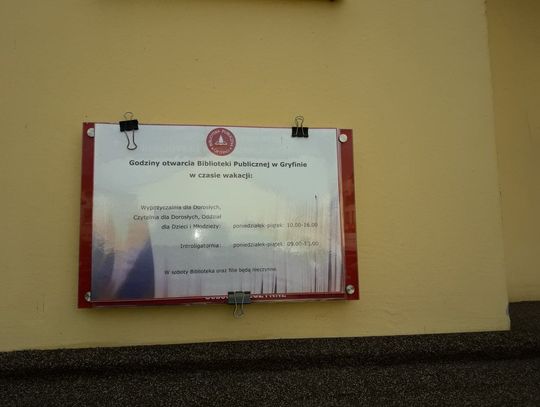 Godziny otwarcia Biblioteki Publicznej w Gryfinie
w czasie wakacji:
Wypożyczalnia dla Dorosłych,
Czytelnia dla Dorosłych, Oddział
dla Dzieci i Młodzieży: poniedziałek-piątek: 10.00-16.00
Introligatornia: poniedziałek-piątek: 09.00-13.00
W soboty Biblioteka oraz filie będą nieczynne.